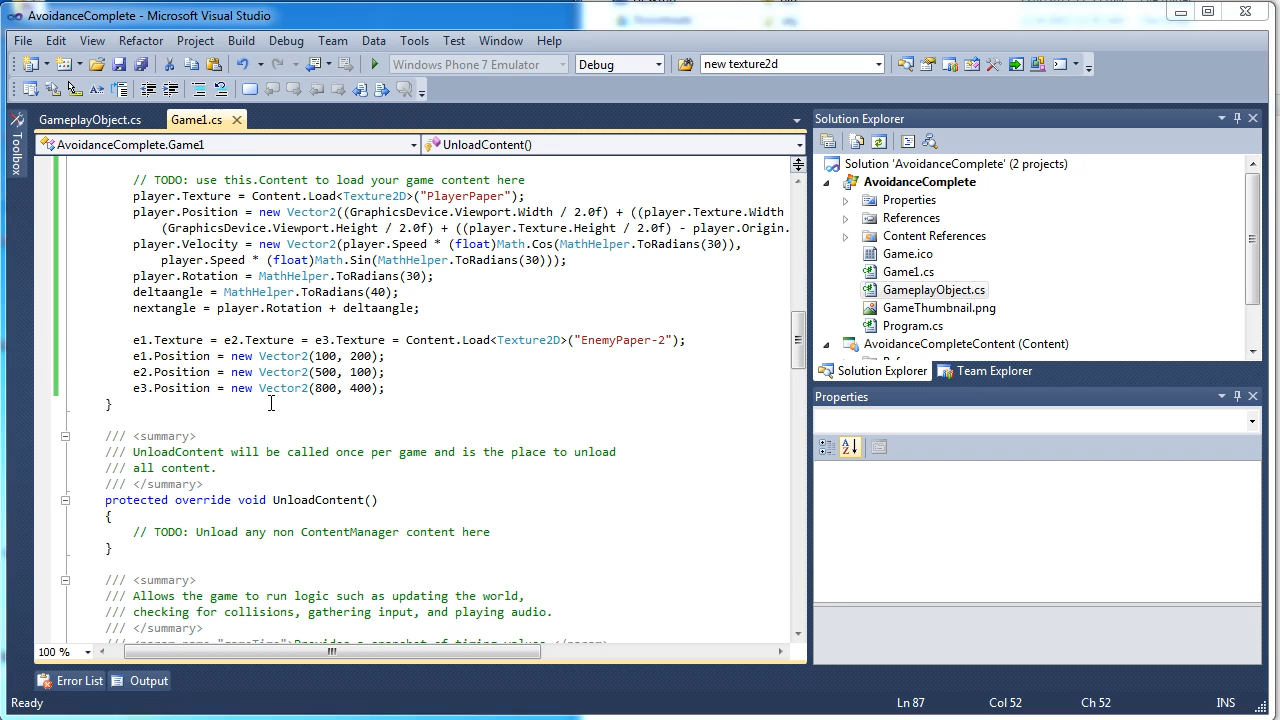 AvoidanceComplete - Microsoft Visual Studio
File Edit View Refactor Project Build Debug Team Data Tools Test Window Help
Windows Phone 7 Emulator Debug new texture2d
GameplayObject.cs Game1.cs
AvoidanceComplete.Game1 UnloadContent()
Toolbox
// TODO: use this.Content to load your game content here
player.Texture = Content.Load<Texture2D>("PlayerPaper");
player.Position = new Vector2((GraphicsDevice.Viewport.Width / 2.0f) + ((player.Texture.Width
(GraphicsDevice.Viewport.Height / 2.0f) + ((player.Texture.Height / 2.0f) - player.Origin.
player.Velocity = new Vector2(player.Speed * (float)Math.Cos(MathHelper.ToRadians(30)),
player.Speed * (float)Math.Sin(MathHelper.ToRadians(30)));
player.Rotation = MathHelper.ToRadians(30);
deltaangle = MathHelper.ToRadians(40);
nextangle = player.Rotation + deltaangle;
e1.Texture = e2.Texture = e3.Texture = Content.Load<Texture2D>("EnemyPaper-2");
e1.Position = new Vector2(100, 200);
e2.Position = new Vector2(500, 100);
e3.Position = new Vector2(800, 400);
}
/// <summary>
/// UnloadContent will be called once per game and is the place to unload
/// all content.
/// </summary>
protected override void UnloadContent()
{
// TODO: Unload any non ContentManager content here
}
/// <summary>
/// Allows the game to run logic such as updating the world,
/// checking for collisions, gathering input, and playing audio.
/// </summary>
/// <param name="gameTime">Provides a snapshot of timing values.</param>
100 %
Error List Output
Solution Explorer
Solution 'AvoidanceComplete' (2 projects)
AvoidanceComplete
Properties
References
Content References
Game.ico
Game1.cs
GameplayObject.cs
GameThumbnail.png
Program.cs
AvoidanceCompleteContent (Content)
Solution Explorer Team Explorer
Properties
Ready Ln 87 Col 52 Ch 52 INS